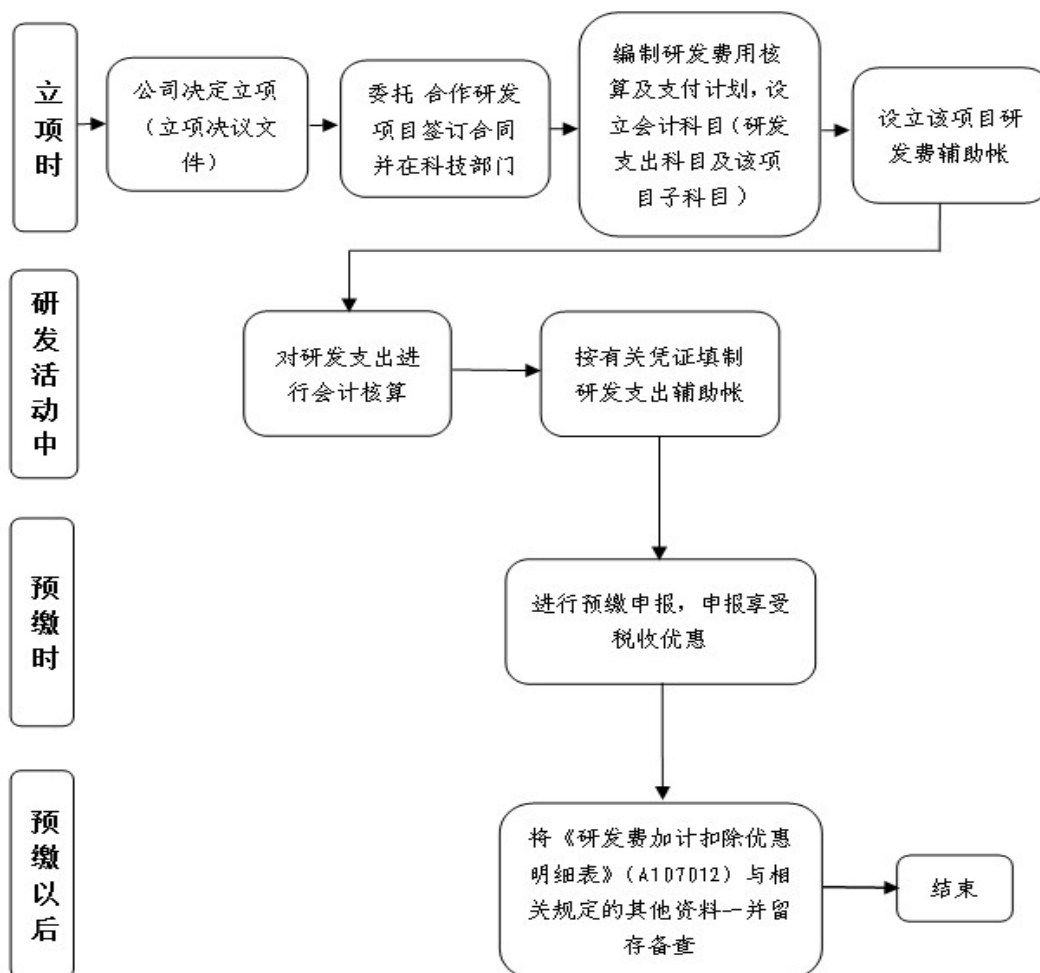 立项时
公司决定立项
（立项决议文
件）
委托 合作研发
项目签订合同
并在科技部门
编制研发费用核
算及支付计划，设
立会计科目（研发
支出科目及该项
目子科目）
设立该项目研
发费辅助帐
研发活动中
对研发支出进
行会计核算
按有关凭证填制
研发支出辅助帐
预缴时
进行预缴申报，申报享受
税收优惠
预缴以后
将《研发费加计扣除优惠
明细表》（A107012）与相
关规定的其他资料一并留
存备查
结束